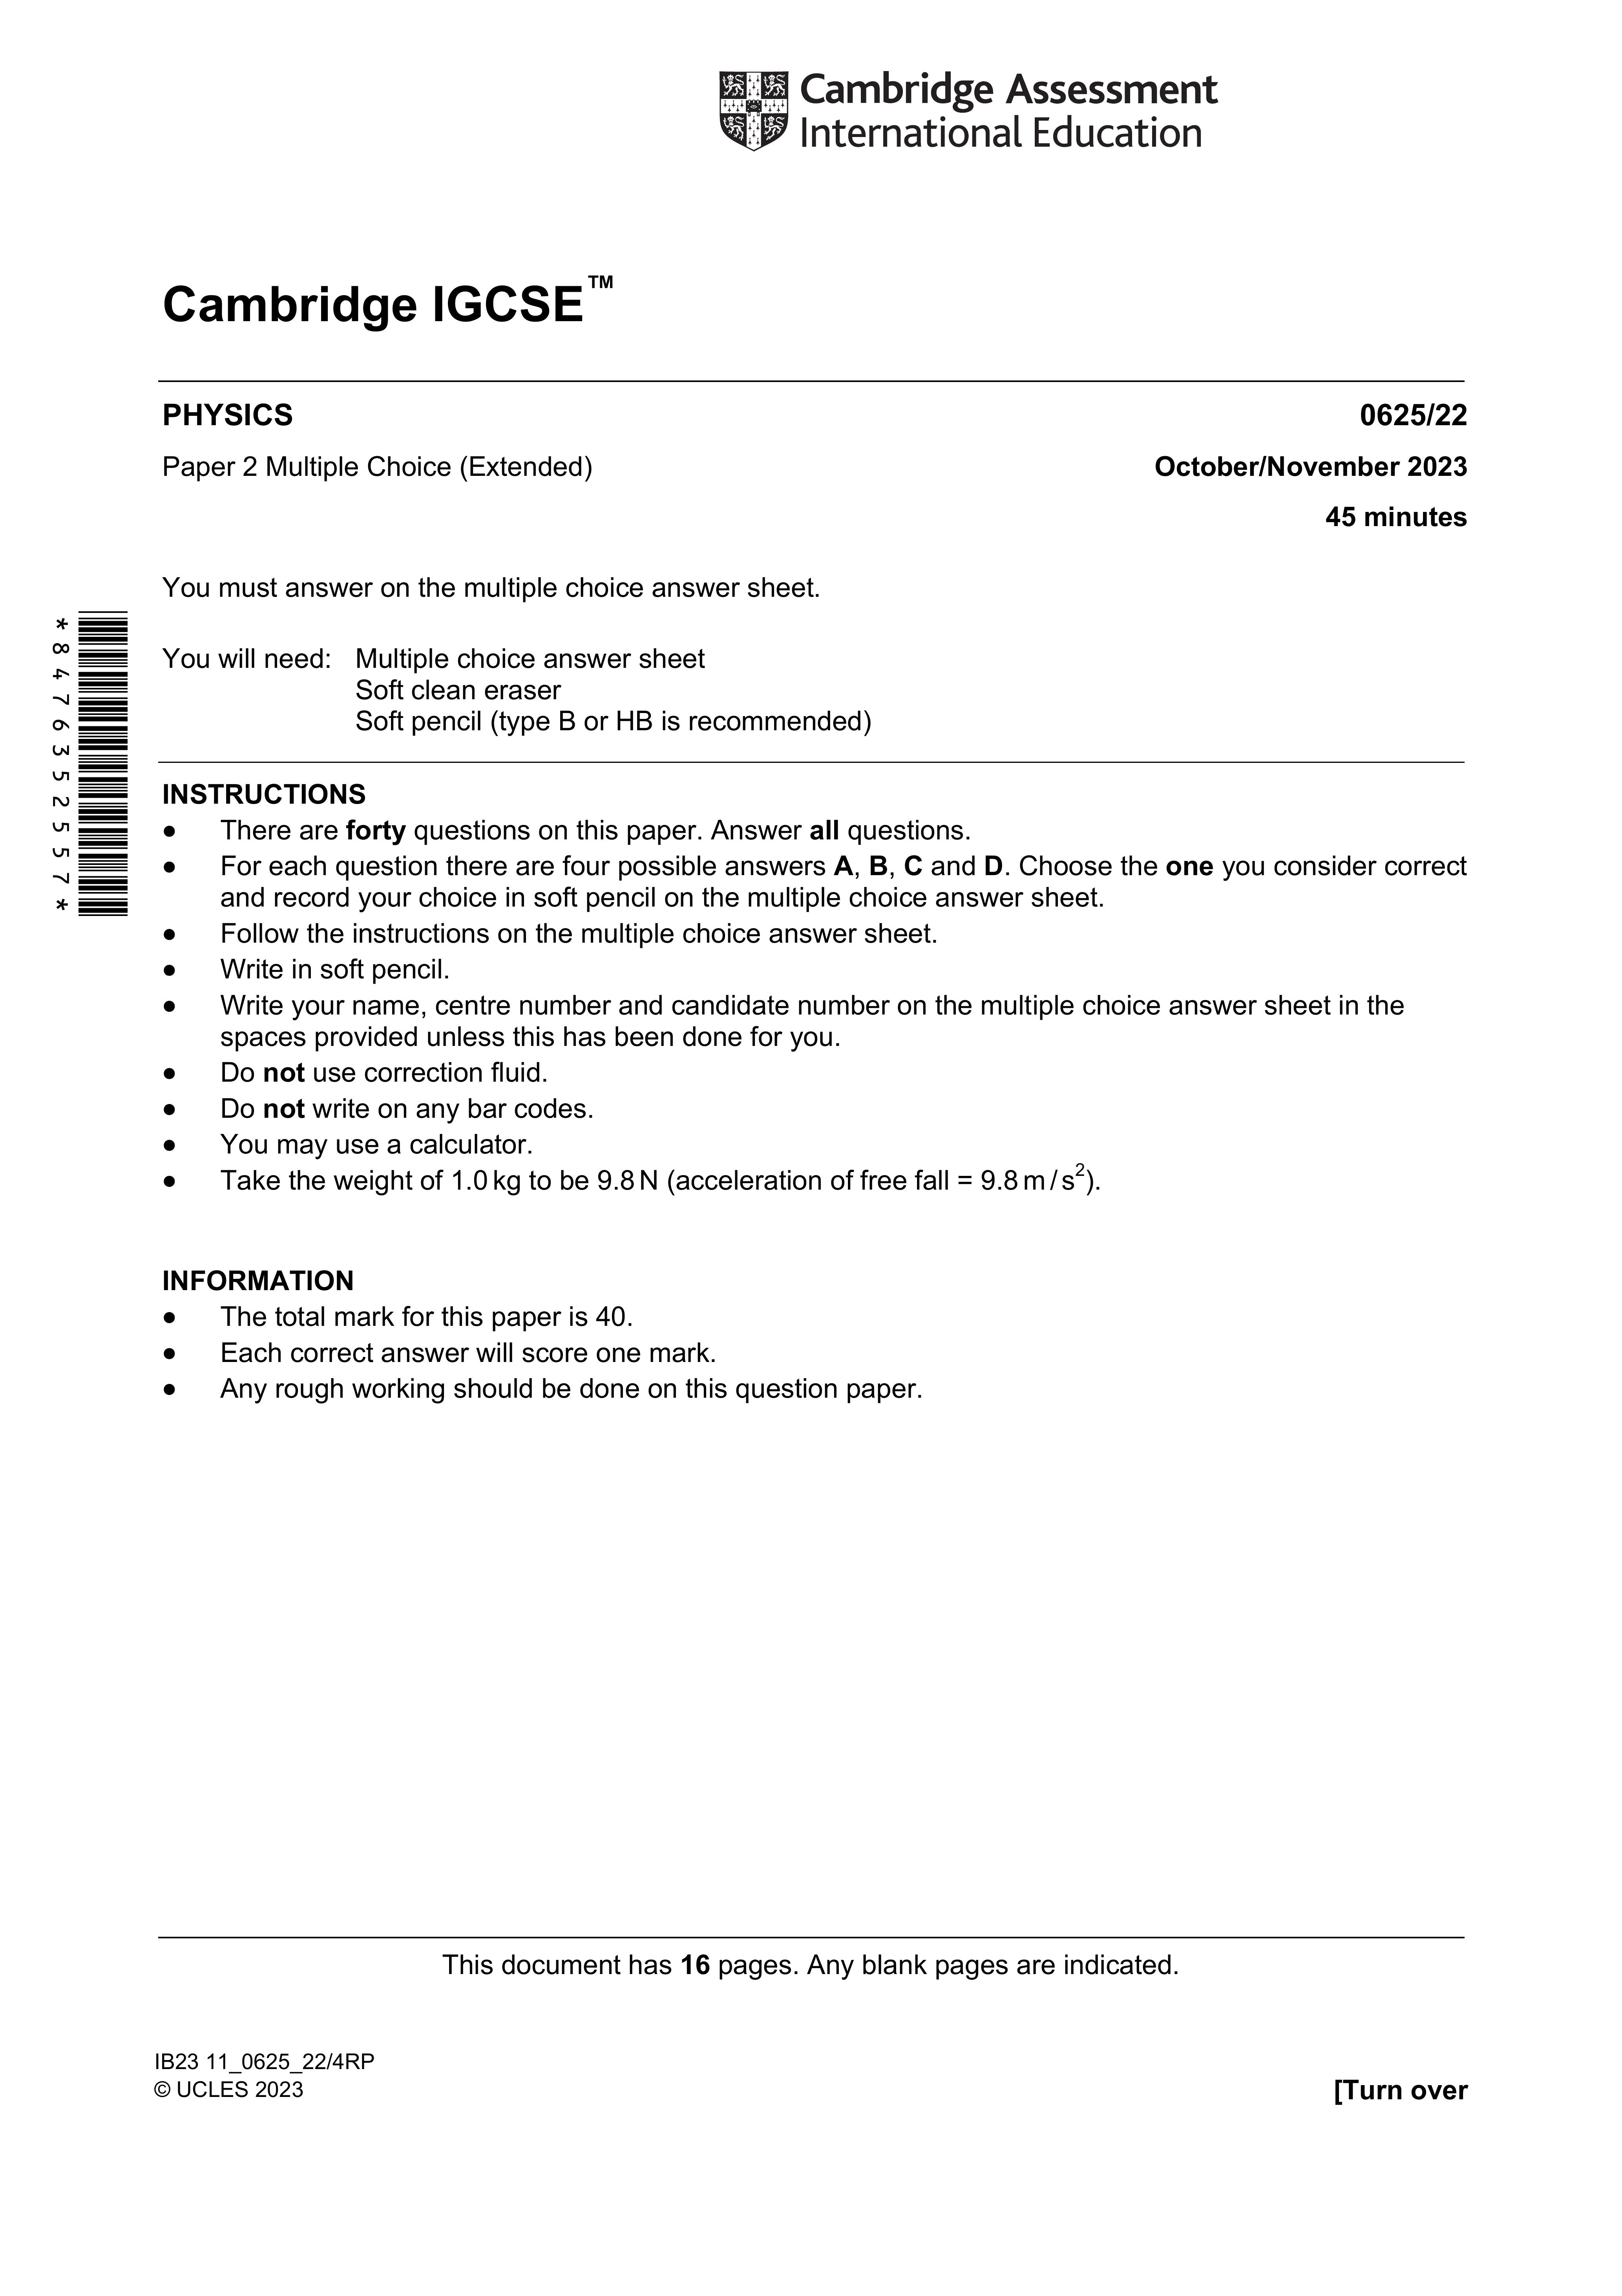 Cambridge Assessment
International Education
Cambridge IGCSE™
PHYSICS 0625/22
Paper 2 Multiple Choice (Extended) October/November 2023
45 minutes
You must answer on the multiple choice answer sheet.
You will need: Multiple choice answer sheet
Soft clean eraser
Soft pencil (type B or HB is recommended)
*8476352557*
INSTRUCTIONS
● There are forty questions on this paper. Answer all questions.
● For each question there are four possible answers A, B, C and D. Choose the one you consider correct
and record your choice in soft pencil on the multiple choice answer sheet.
● Follow the instructions on the multiple choice answer sheet.
● Write in soft pencil.
● Write your name, centre number and candidate number on the multiple choice answer sheet in the
spaces provided unless this has been done for you.
● Do not use correction fluid.
● Do not write on any bar codes.
● You may use a calculator.
● Take the weight of 1.0 kg to be 9.8 N (acceleration of free fall = 9.8 m / s²).
INFORMATION
● The total mark for this paper is 40.
● Each correct answer will score one mark.
● Any rough working should be done on this question paper.
This document has 16 pages. Any blank pages are indicated.
IB23 11_0625_22/4RP
© UCLES 2023 [Turn over